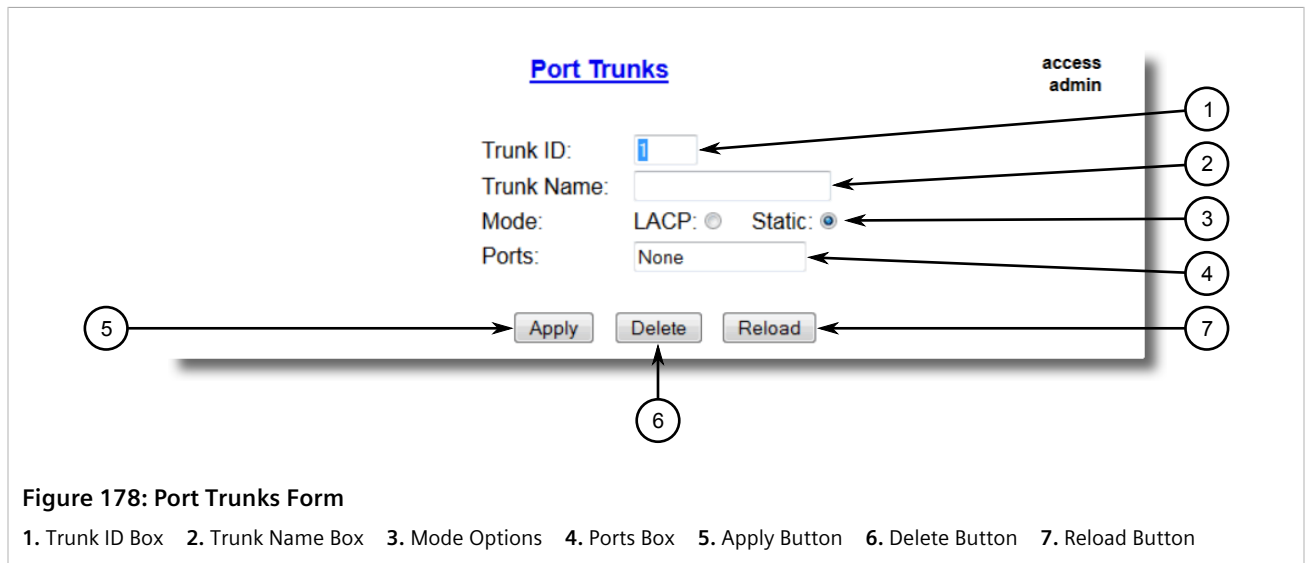 Port Trunks
access
admin
1
Trunk ID: 1
2
Trunk Name:
Mode: LACP: Static:
3
Ports: None
4
5
Apply Delete Reload
7
6
Figure 178: Port Trunks Form
1. Trunk ID Box 2. Trunk Name Box 3. Mode Options 4. Ports Box 5. Apply Button 6. Delete Button 7. Reload Button